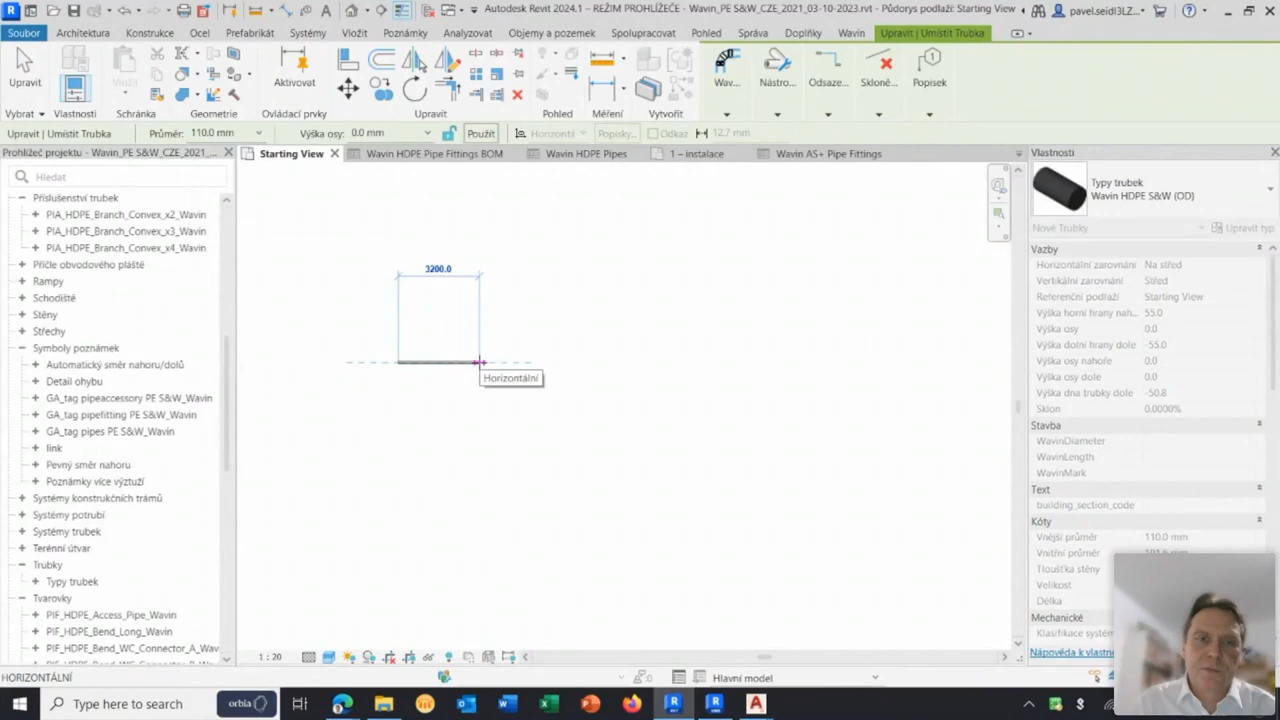 Autodesk Revit 2024.1 - REŽIM PROHLÍŽEČE - Wavin_PE S&W_CZE_2021_03-10-2023.rvt - Půdorys podlaží: Starting View
pavel.seidl3LZ...
Soubor Architektura Konstrukce Ocel Prefabrikát Systémy Vložit Poznámky Analyzovat Objemy a pozemek Spolupracovat Pohled Správa Doplňky Wavin Upravit | Umístit Trubka
Upravit Vložit Aktivovat Wav... Nástro... Odsaze... Skloně... Popisek
Vybrat Vlastnosti Schránka Geometrie Ovládací prvky Upravit Pohled Měření Vytvořit
Upravit | Umístit Trubka Průměr: 110.0 mm Výška osy: 0.0 mm Použít Horizontá Popisky... Odkaz 12.7 mm
Prohlížeč projektu - Wavin_PE S&W_CZE_2021_...
Starting View Wavin HDPE Pipe Fittings BOM Wavin HDPE Pipes 1 – instalace Wavin AS+ Pipe Fittings
Hledat
Příslušenství trubek
PIA_HDPE_Branch_Convex_x2_Wavin
PIA_HDPE_Branch_Convex_x3_Wavin
PIA_HDPE_Branch_Convex_x4_Wavin
Příčle obvodového pláště
Rampy
Schodiště
Stěny
Střechy
Symboly poznámek
Automatický směr nahoru/dolů
Detail ohybu
GA_tag pipeaccessory PE S&W_Wavin
GA_tag pipefitting PE S&W_Wavin
GA_tag pipes PE S&W_Wavin
link
Pevný směr nahoru
Poznámky více výztuží
Systémy konstrukčních trámů
Systémy potrubí
Systémy trubek
Terénní útvar
Trubky
Typy trubek
Tvarovky
PIF_HDPE_Access_Pipe_Wavin
PIF_HDPE_Bend_Long_Wavin
PIF_HDPE_Bend_WC_Connector_A_Wavin
3200.0
Horizontální
Vlastnosti
Typy trubek
Wavin HDPE S&W (OD)
Nové Trubky Upravit typ
Vazby
Horizontální zarovnání Na střed
Vertikální zarovnání Střed
Referenční podlaží Starting View
Výška horní hrany nah... 55.0
Výška osy 0.0
Výška dolní hrany dole -55.0
Výška osy nahoře 0.0
Výška osy dole 0.0
Výška dna trubky dole -50.8
Sklon 0.0000%
Stavba
WavinDiameter
WavinLength
WavinMark
Text
building_section_code
Kóty
Vnější průměr 110.0 mm
Vnitřní průměr
Tloušťka stěny
Velikost
Délka
Mechanické
Klasifikace systém
Nápověda k vlastn
1 : 20
HORIZONTÁLNÍ
:0
Hlavní model
Type here to search
orbia